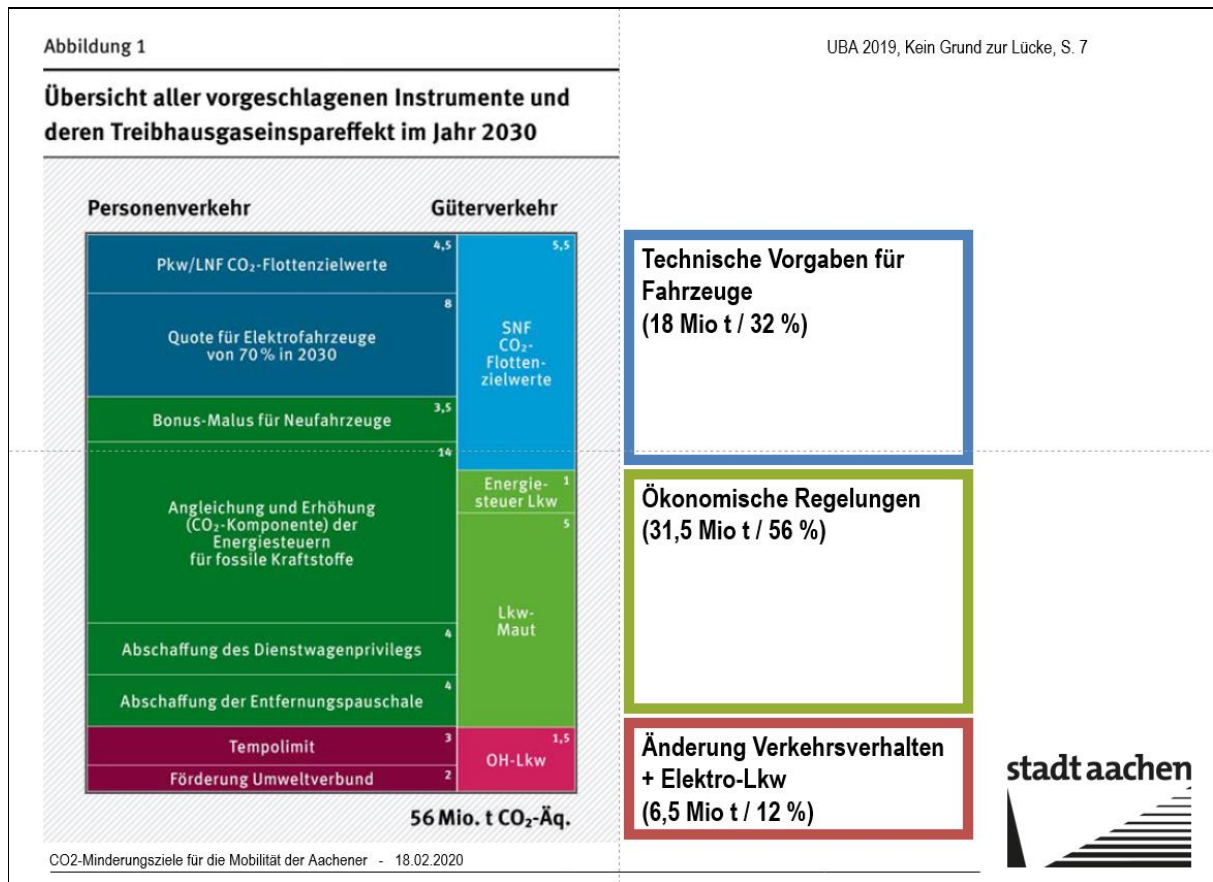 Abbildung 1
UBA 2019, Kein Grund zur Lücke, S. 7
Übersicht aller vorgeschlagenen Instrumente und
deren Treibhausgaseinspareffekt im Jahr 2030
Personenverkehr
Güterverkehr
4,5
Pkw/LNF CO₂-Flottenzielwerte
8
Quote für Elektrofahrzeuge
von 70 % in 2030
3,5
Bonus-Malus für Neufahrzeuge
14
Angleichung und Erhöhung
(CO₂-Komponente) der
Energiesteuern
für fossile Kraftstoffe
4
Abschaffung des Dienstwagenprivilegs
4
Abschaffung der Entfernungspauschale
3
Tempolimit
2
Förderung Umweltverbund
5,5
SNF
CO₂-
Flotten-
zielwerte
1
Energie-
steuer Lkw
5
Lkw-
Maut
1,5
OH-Lkw
56 Mio. t CO₂-Äq.
Technische Vorgaben für
Fahrzeuge
(18 Mio t / 32 %)
Ökonomische Regelungen
(31,5 Mio t / 56 %)
Änderung Verkehrsverhalten
+ Elektro-Lkw
(6,5 Mio t / 12 %)
stadt aachen
CO2-Minderungsziele für die Mobilität der Aachener - 18.02.2020